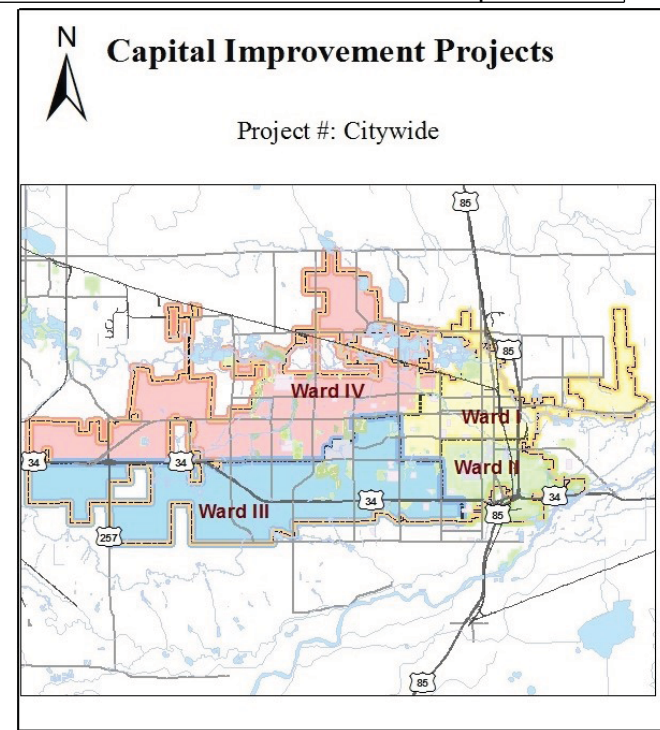 N
Capital Improvement Projects
Project #: Citywide
85
85
Ward IV
Ward I
34
34
Ward II
34
34
Ward III
85
257
85